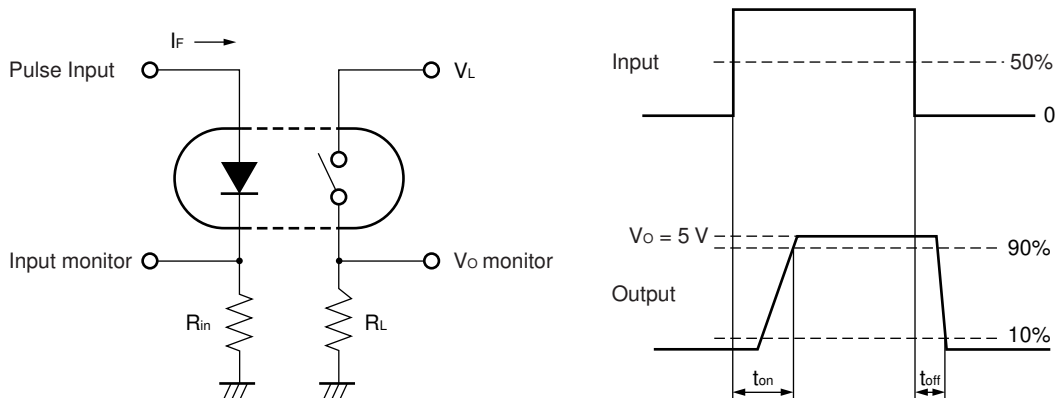 IF
Pulse Input
VL
Input monitor
VO monitor
Rin
RL
Input
50%
0
VO = 5 V
90%
Output
10%
ton
toff